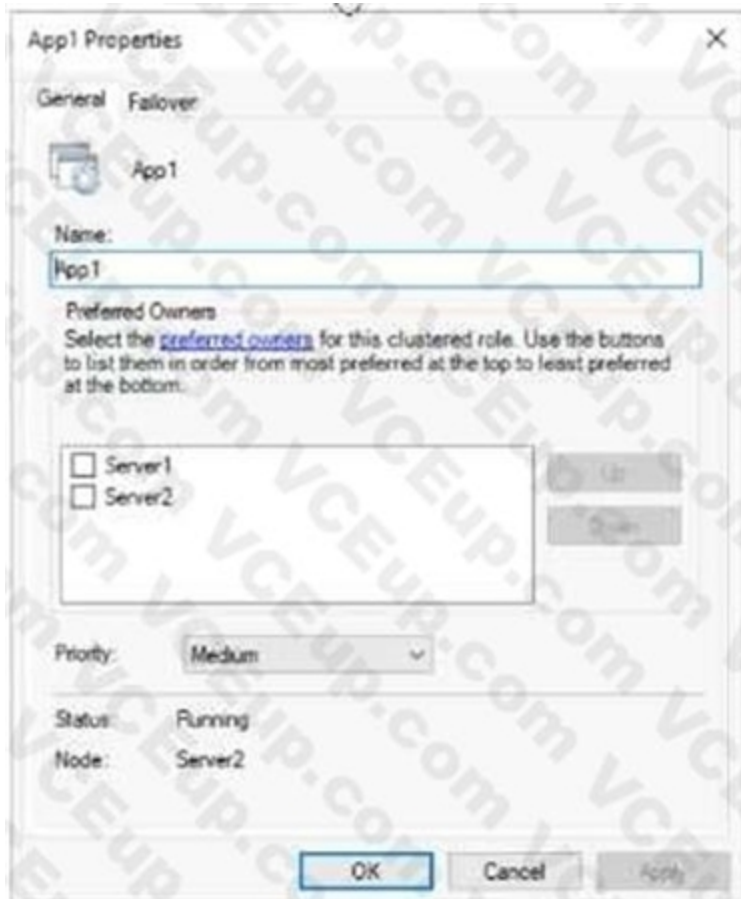 App1 Properties
General Failover
App1
Name:
App1
Preferred Owners
Select the preferred owners for this clustered role. Use the buttons
to list them in order from most preferred at the top to least preferred
at the bottom.
Server1
Server2
Up
Down
Priority: Medium
Status: Running
Node: Server2
OK Cancel Apply
VCEup.com